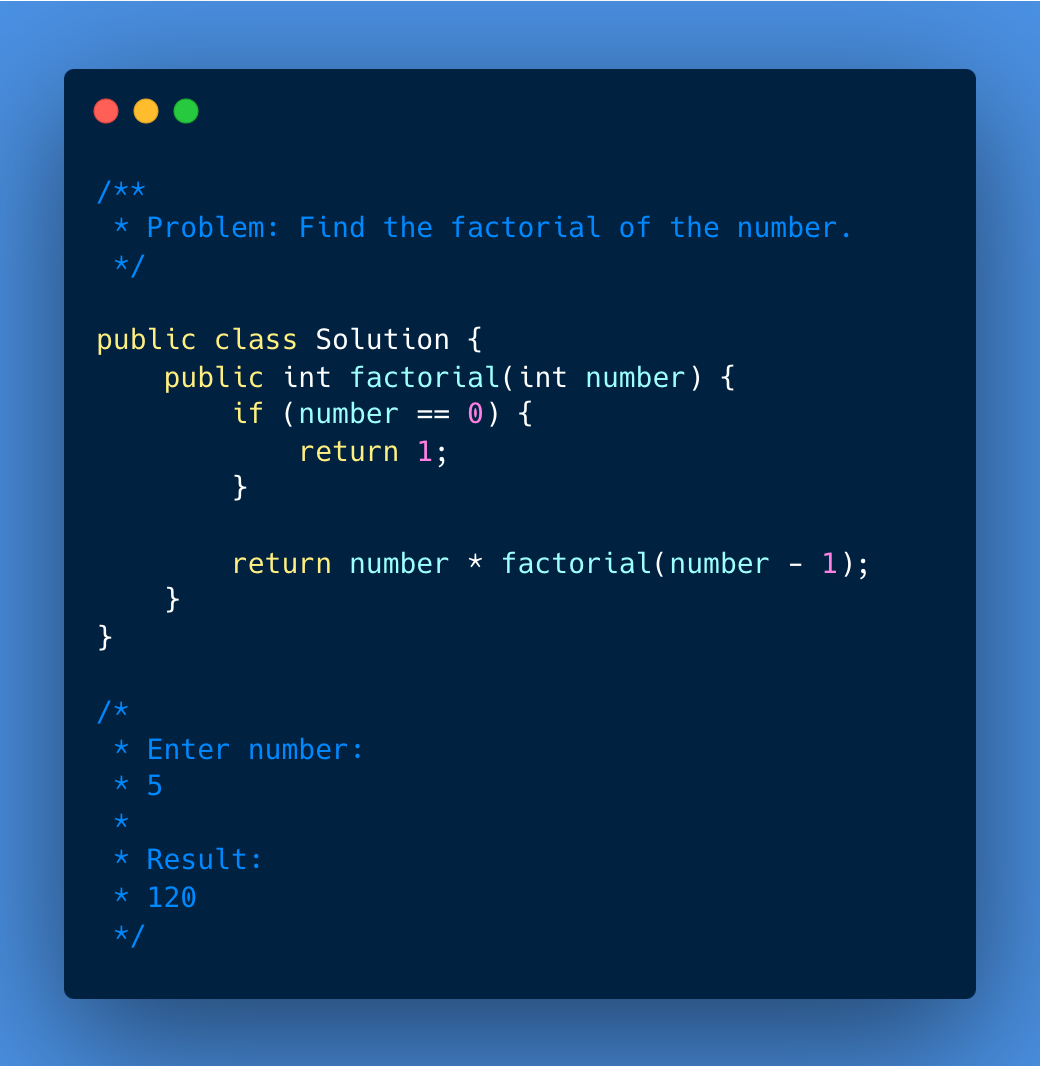 /**
 * Problem: Find the factorial of the number.
 */

public class Solution {
    public int factorial(int number) {
        if (number == 0) {
            return 1;
        }

        return number * factorial(number - 1);
    }
}

/*
 * Enter number:
 * 5
 *
 * Result:
 * 120
 */